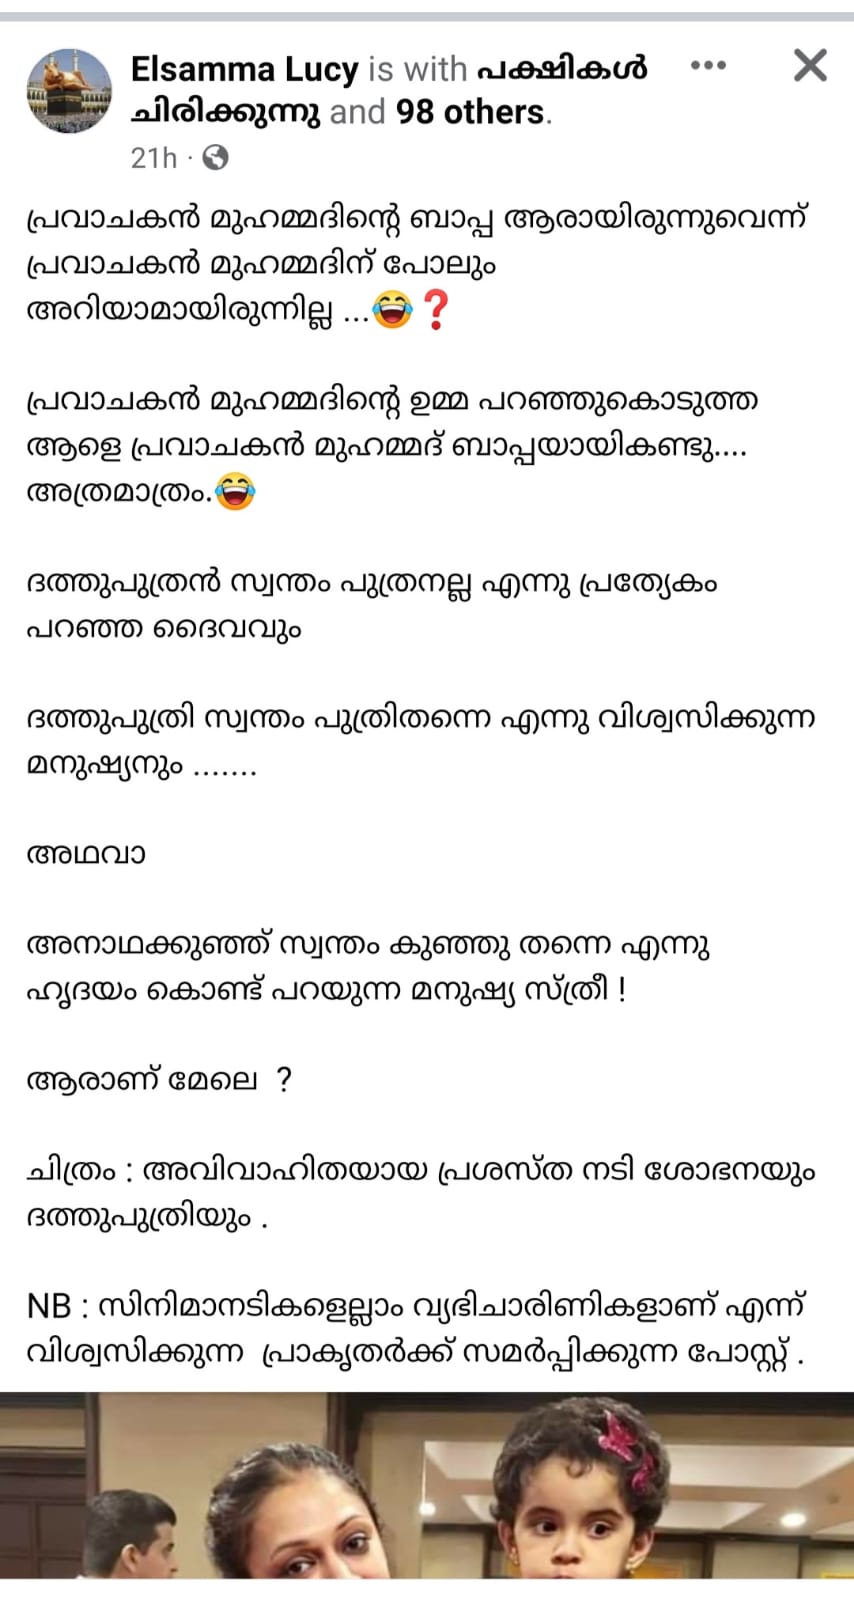 Elsamma Lucy is with പക്ഷികൾ
ചിരിക്കുന്നു and 98 others.
21h ·
പ്രവാചകൻ മുഹമ്മദിന്റെ ബാപ്പ ആരായിരുന്നുവെന്ന്
പ്രവാചകൻ മുഹമ്മദിന് പോലും
അറിയാമായിരുന്നില്ല ...😂❓
പ്രവാചകൻ മുഹമ്മദിന്റെ ഉമ്മ പറഞ്ഞുകൊടുത്ത
ആളെ പ്രവാചകൻ മുഹമ്മദ് ബാപ്പയായികണ്ടു....
അത്രമാത്രം.😂
ദത്തുപുത്രൻ സ്വന്തം പുത്രനല്ല എന്നു പ്രത്യേകം
പറഞ്ഞ ദൈവവും
ദത്തുപുത്രി സ്വന്തം പുത്രിതന്നെ എന്നു വിശ്വസിക്കുന്ന
മനുഷ്യനും .......
അഥവാ
അനാഥക്കുഞ്ഞ് സ്വന്തം കുഞ്ഞു തന്നെ എന്നു
ഹൃദയം കൊണ്ട് പറയുന്ന മനുഷ്യ സ്ത്രീ !
ആരാണ് മേലെ ?
ചിത്രം : അവിവാഹിതയായ പ്രശസ്ത നടി ശോഭനയും
ദത്തുപുത്രിയും .
NB : സിനിമാനടികളെല്ലാം വ്യഭിചാരിണികളാണ് എന്ന്
വിശ്വസിക്കുന്ന പ്രാകൃതർക്ക് സമർപ്പിക്കുന്ന പോസ്റ്റ് .